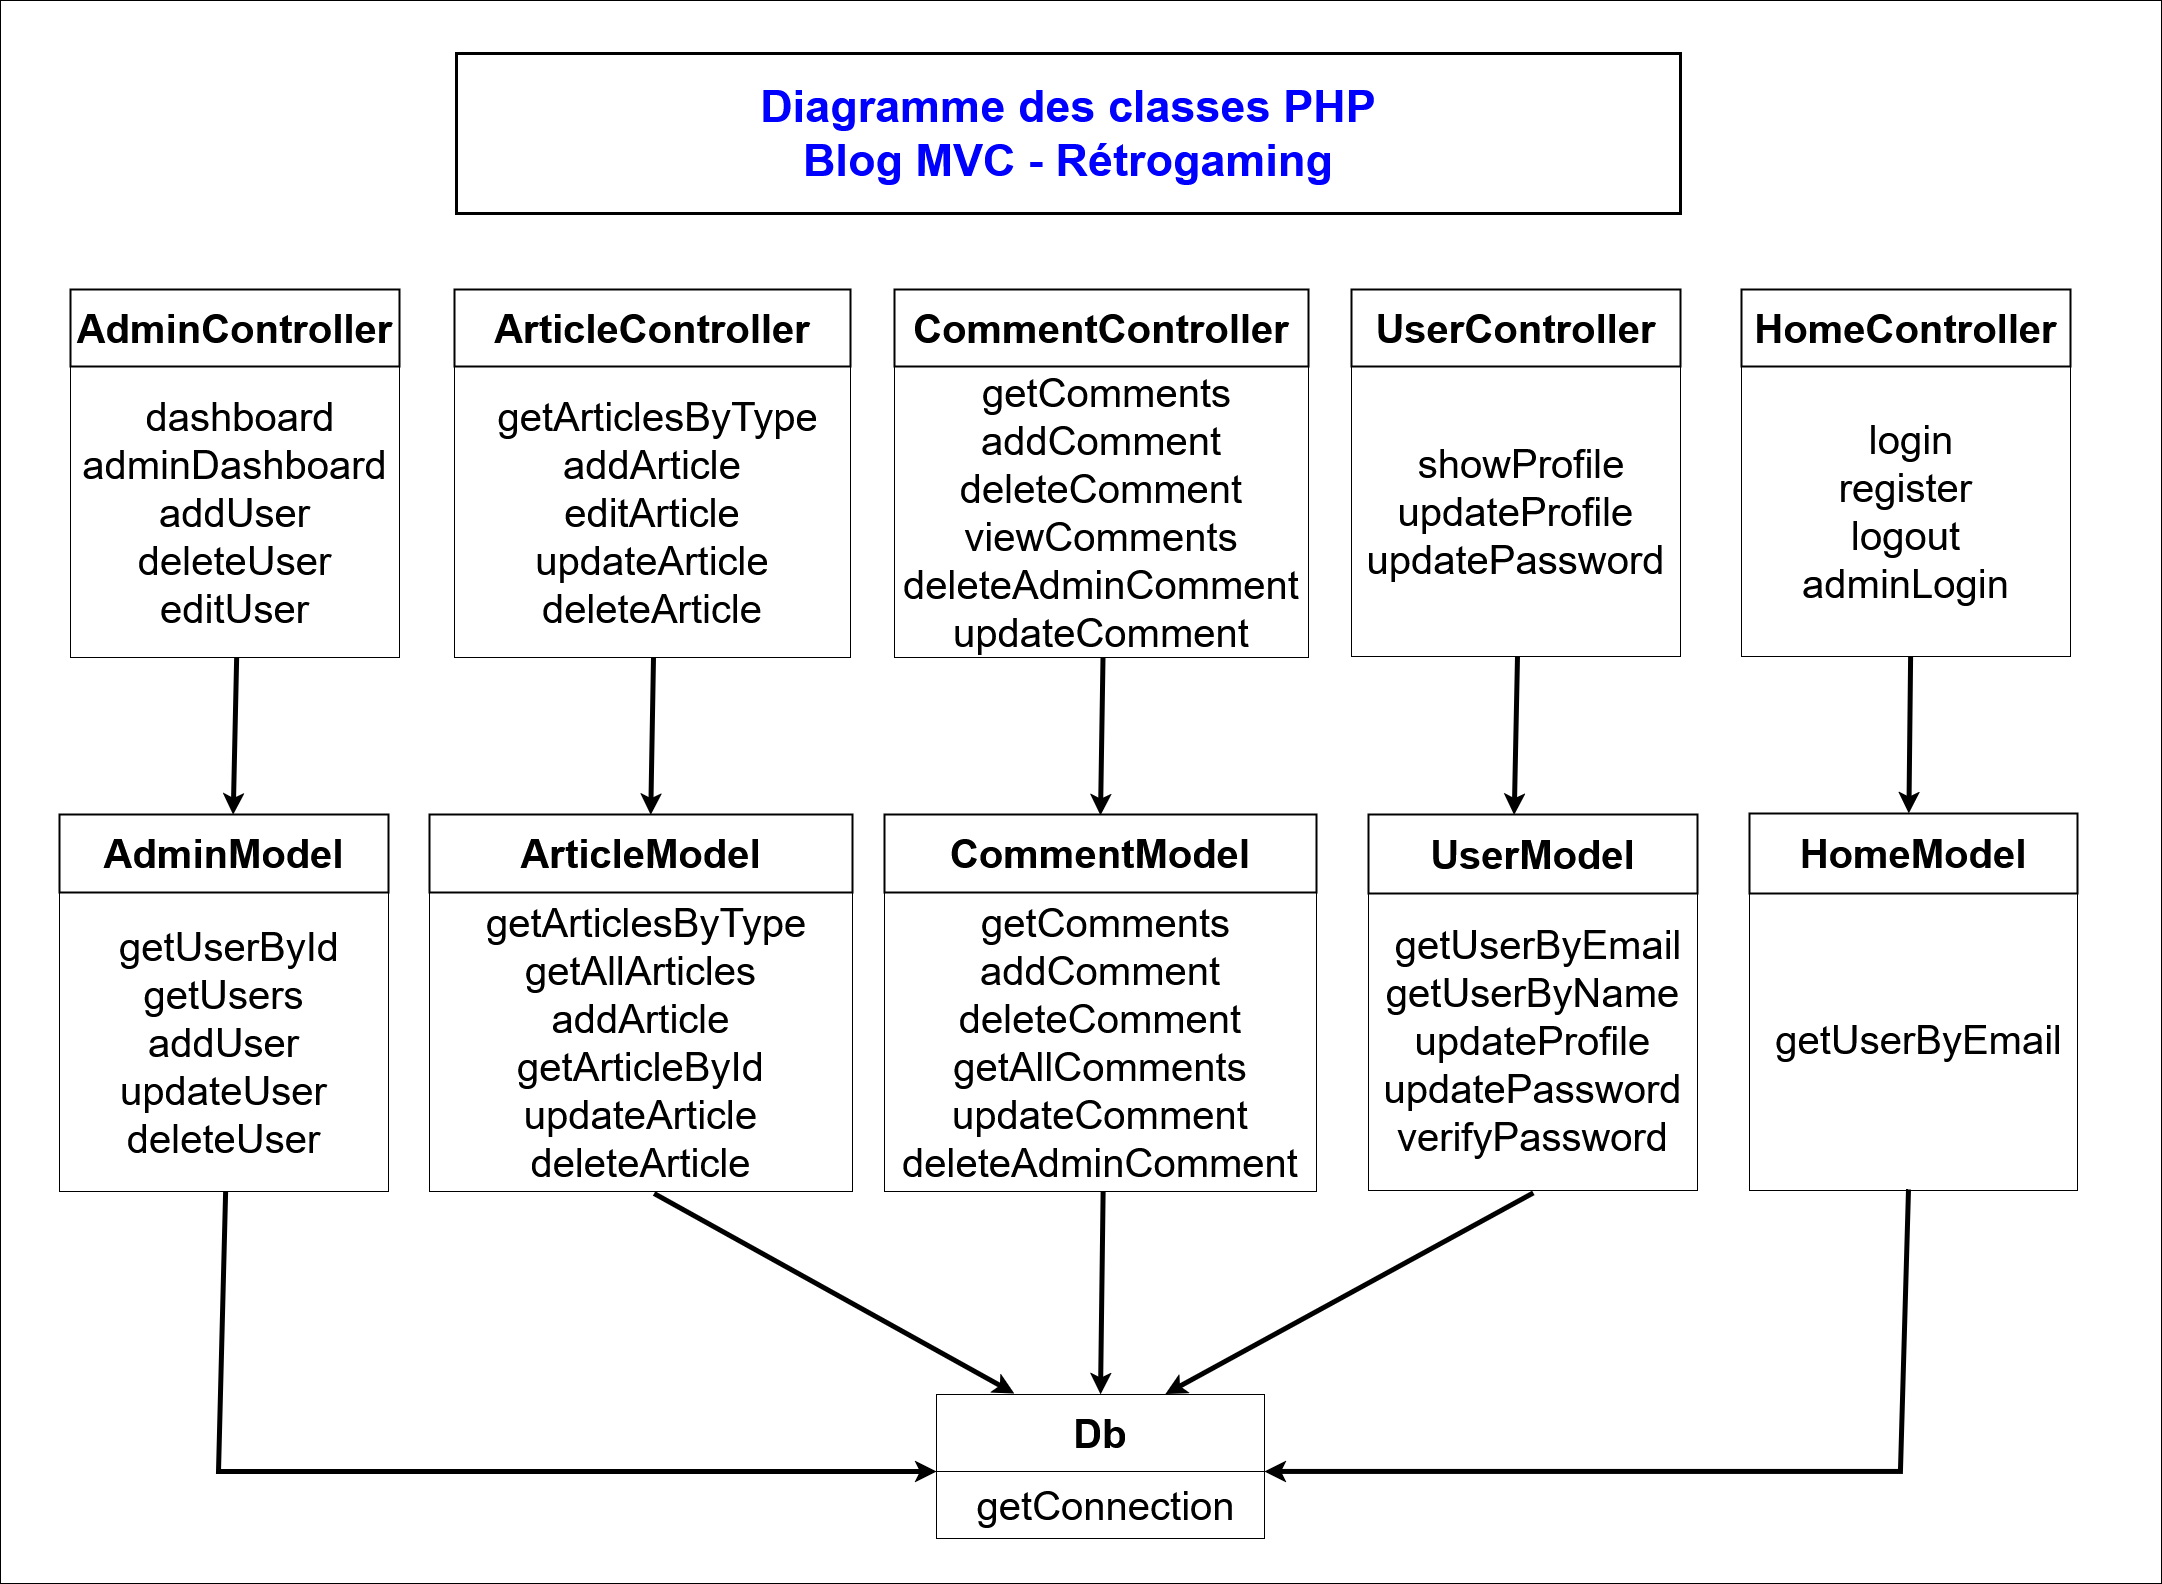 Diagramme des classes PHP
Blog MVC - Rétrogaming
AdminController
dashboard
adminDashboard
addUser
deleteUser
editUser
ArticleController
getArticlesByType
addArticle
editArticle
updateArticle
deleteArticle
CommentController
getComments
addComment
deleteComment
viewComments
deleteAdminComment
updateComment
UserController
showProfile
updateProfile
updatePassword
HomeController
login
register
logout
adminLogin
AdminModel
getUserById
getUsers
addUser
updateUser
deleteUser
ArticleModel
getArticlesByType
getAllArticles
addArticle
getArticleById
updateArticle
deleteArticle
CommentModel
getComments
addComment
deleteComment
getAllComments
updateComment
deleteAdminComment
UserModel
getUserByEmail
getUserByName
updateProfile
updatePassword
verifyPassword
HomeModel
getUserByEmail
Db
getConnection